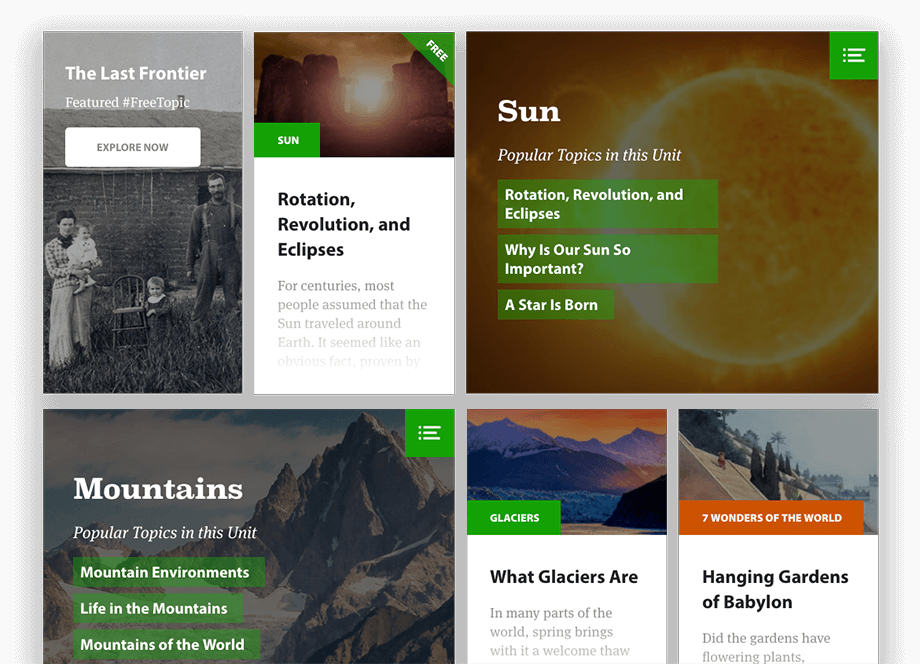 The Last Frontier
Featured #FreeTopic
EXPLORE NOW
FREE
SUN
Rotation,
Revolution, and
Eclipses
For centuries, most
people assumed that the
Sun traveled around
Earth. It seemed like an
obvious fact, proven by
Sun
Popular Topics in this Unit
Rotation, Revolution, and
Eclipses
Why Is Our Sun So
Important?
A Star Is Born
Mountains
Popular Topics in this Unit
Mountain Environments
Life in the Mountains
Mountains of the World
GLACIERS
What Glaciers Are
In many parts of the
world, spring brings
with it a welcome thaw
7 WONDERS OF THE WORLD
Hanging Gardens
of Babylon
Did the gardens have
flowering plants,